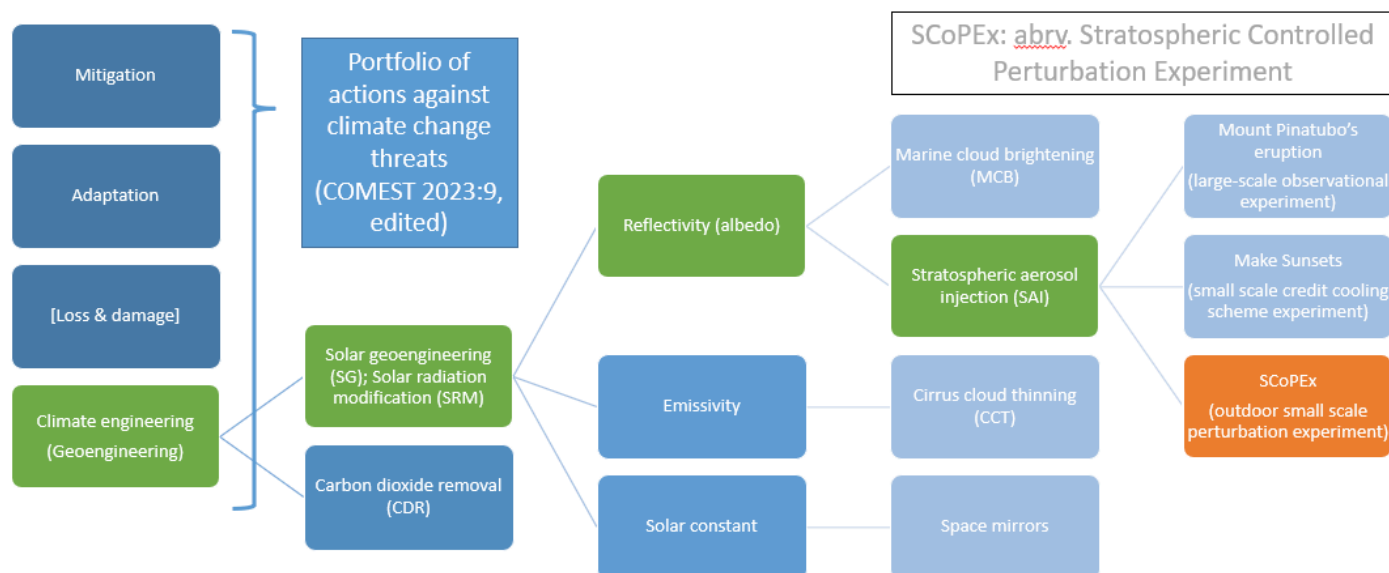 Mitigation
Adaptation
[Loss & damage]
Climate engineering
(Geoengineering)
Portfolio of
actions against
climate change
threats
(COMEST 2023:9,
edited)
Solar geoengineering
(SG); Solar radiation
modification (SRM)
Carbon dioxide removal
(CDR)
Reflectivity (albedo)
Emissivity
Solar constant
SCoPEx: abrv. Stratospheric Controlled
Perturbation Experiment
Marine cloud brightening
(MCB)
Stratospheric aerosol
injection (SAI)
Cirrus cloud thinning
(CCT)
Space mirrors
Mount Pinatubo’s
eruption
(large-scale observational
experiment)
Make Sunsets
(small scale credit cooling
scheme experiment)
SCoPEx
(outdoor small scale
perturbation experiment)